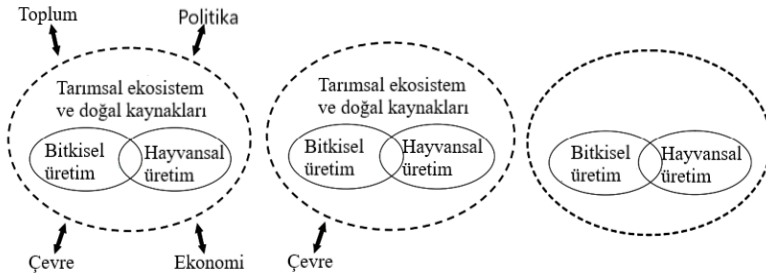 Toplum
Politika
Tarımsal ekosistem
ve doğal kaynakları
Bitkisel
üretim
Hayvansal
üretim
Çevre
Ekonomi
Tarımsal ekosistem
ve doğal kaynakları
Bitkisel
üretim
Hayvansal
üretim
Çevre
Bitkisel
üretim
Hayvansal
üretim